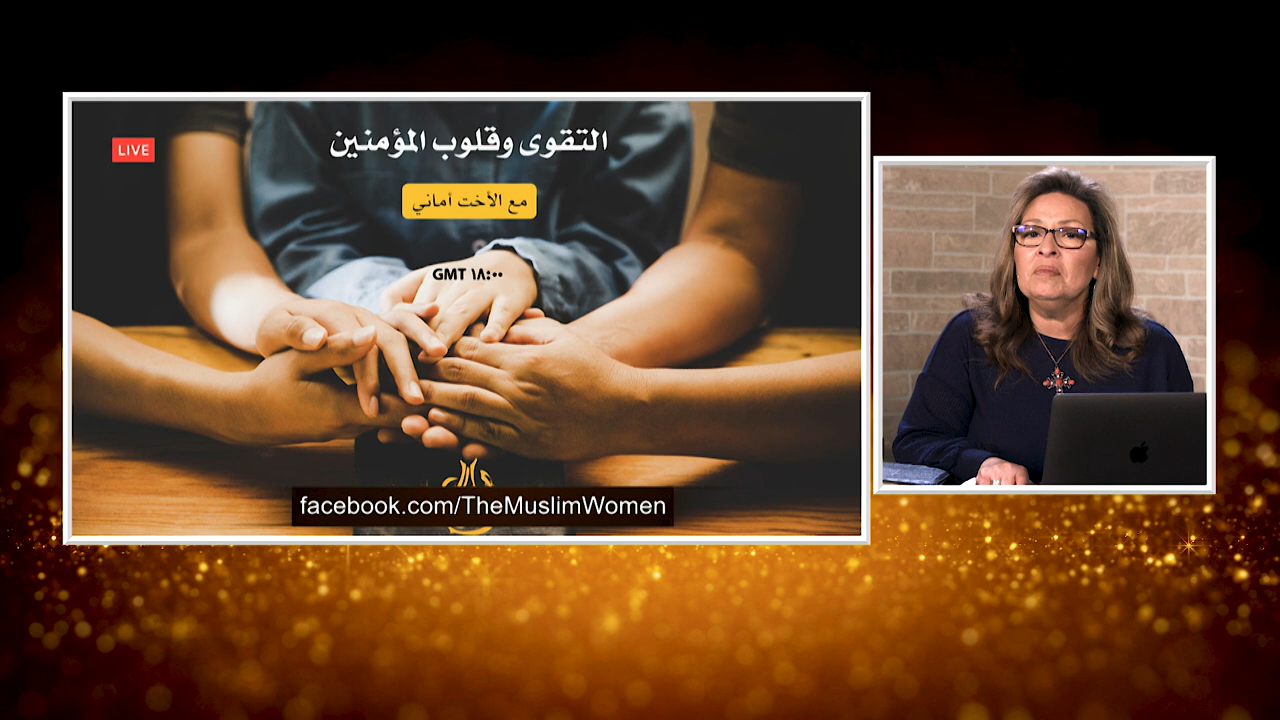 LIVE
التقوى وقلوب المؤمنين
مع الأخت أماني
GMT ١٨:٠٠
facebook.com/TheMuslimWomen